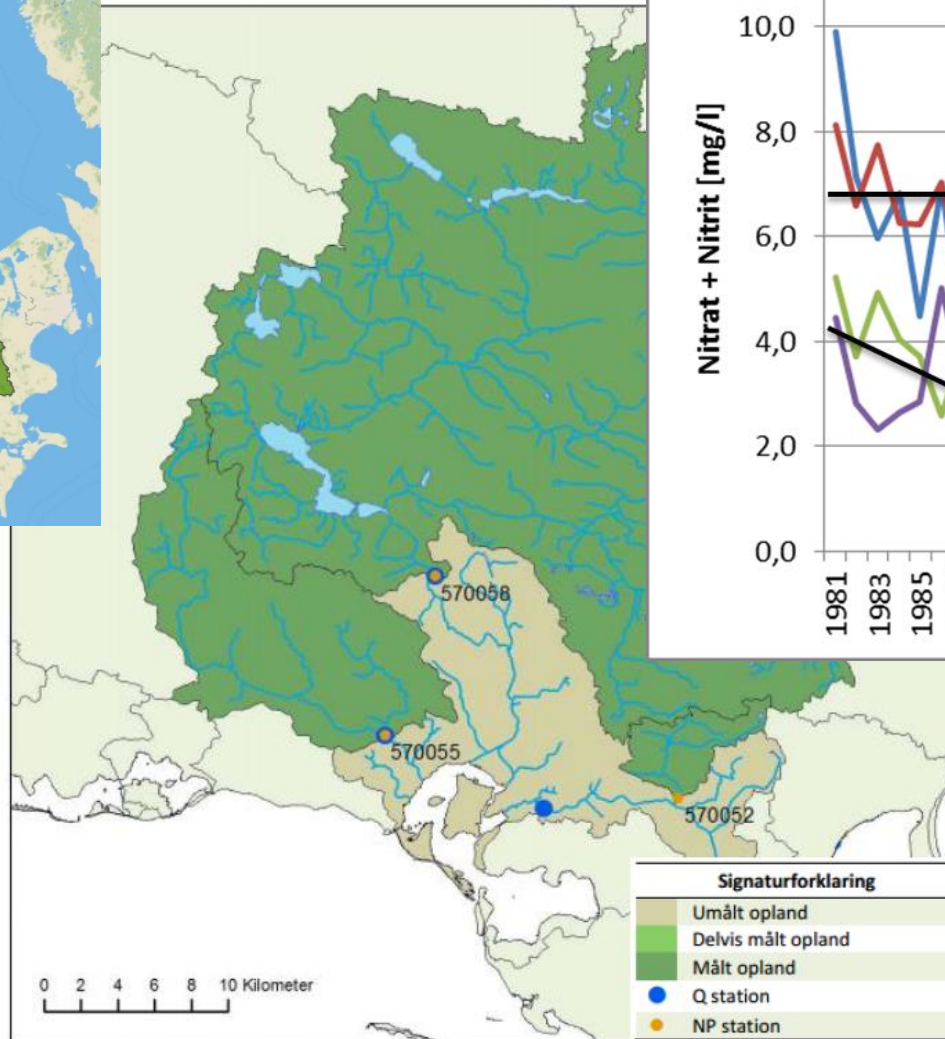 Nitrat + Nitrit [mg/l]
10,0
8,0
6,0
4,0
2,0
0,0
1981
1983
1985
570058
570055
570052
Signaturforklaring
Umålt opland
Delvis målt opland
Målt opland
Q station
NP station
0 2 4 6 8 10 Kilometer